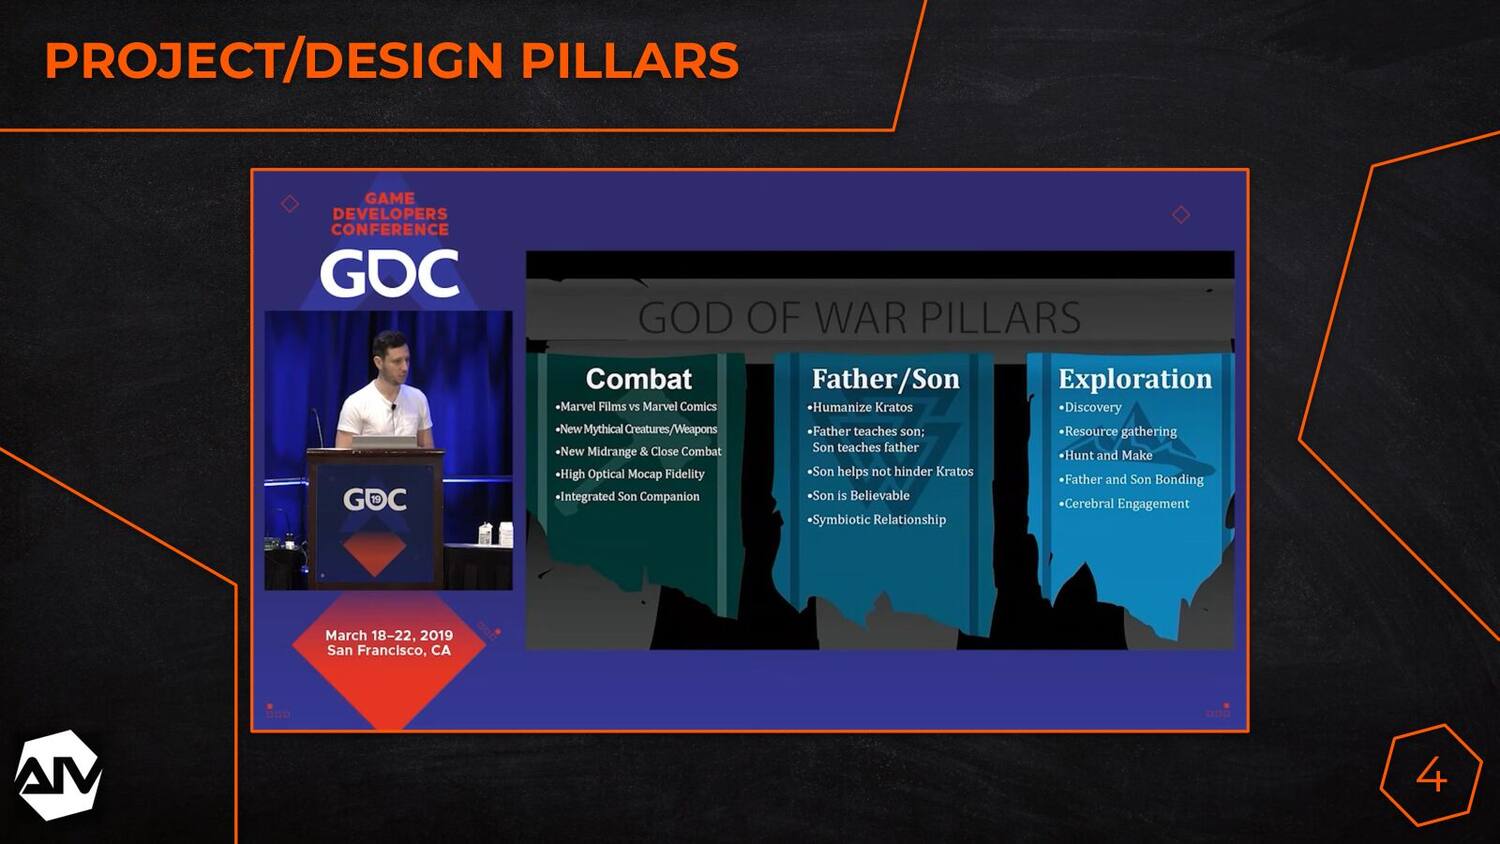 PROJECT/DESIGN PILLARS
GAME
DEVELOPERS
CONFERENCE
GDC
GDC
19
March 18–22, 2019
San Francisco, CA
GOD OF WAR PILLARS
Combat
•Marvel Films vs Marvel Comics
•New Mythical Creatures/Weapons
•New Midrange & Close Combat
•High Optical Mocap Fidelity
•Integrated Son Companion
Father/Son
•Humanize Kratos
•Father teaches son;
Son teaches father
•Son helps not hinder Kratos
•Son is Believable
•Symbiotic Relationship
Exploration
•Discovery
•Resource gathering
•Hunt and Make
•Father and Son Bonding
•Cerebral Engagement
AIV
4